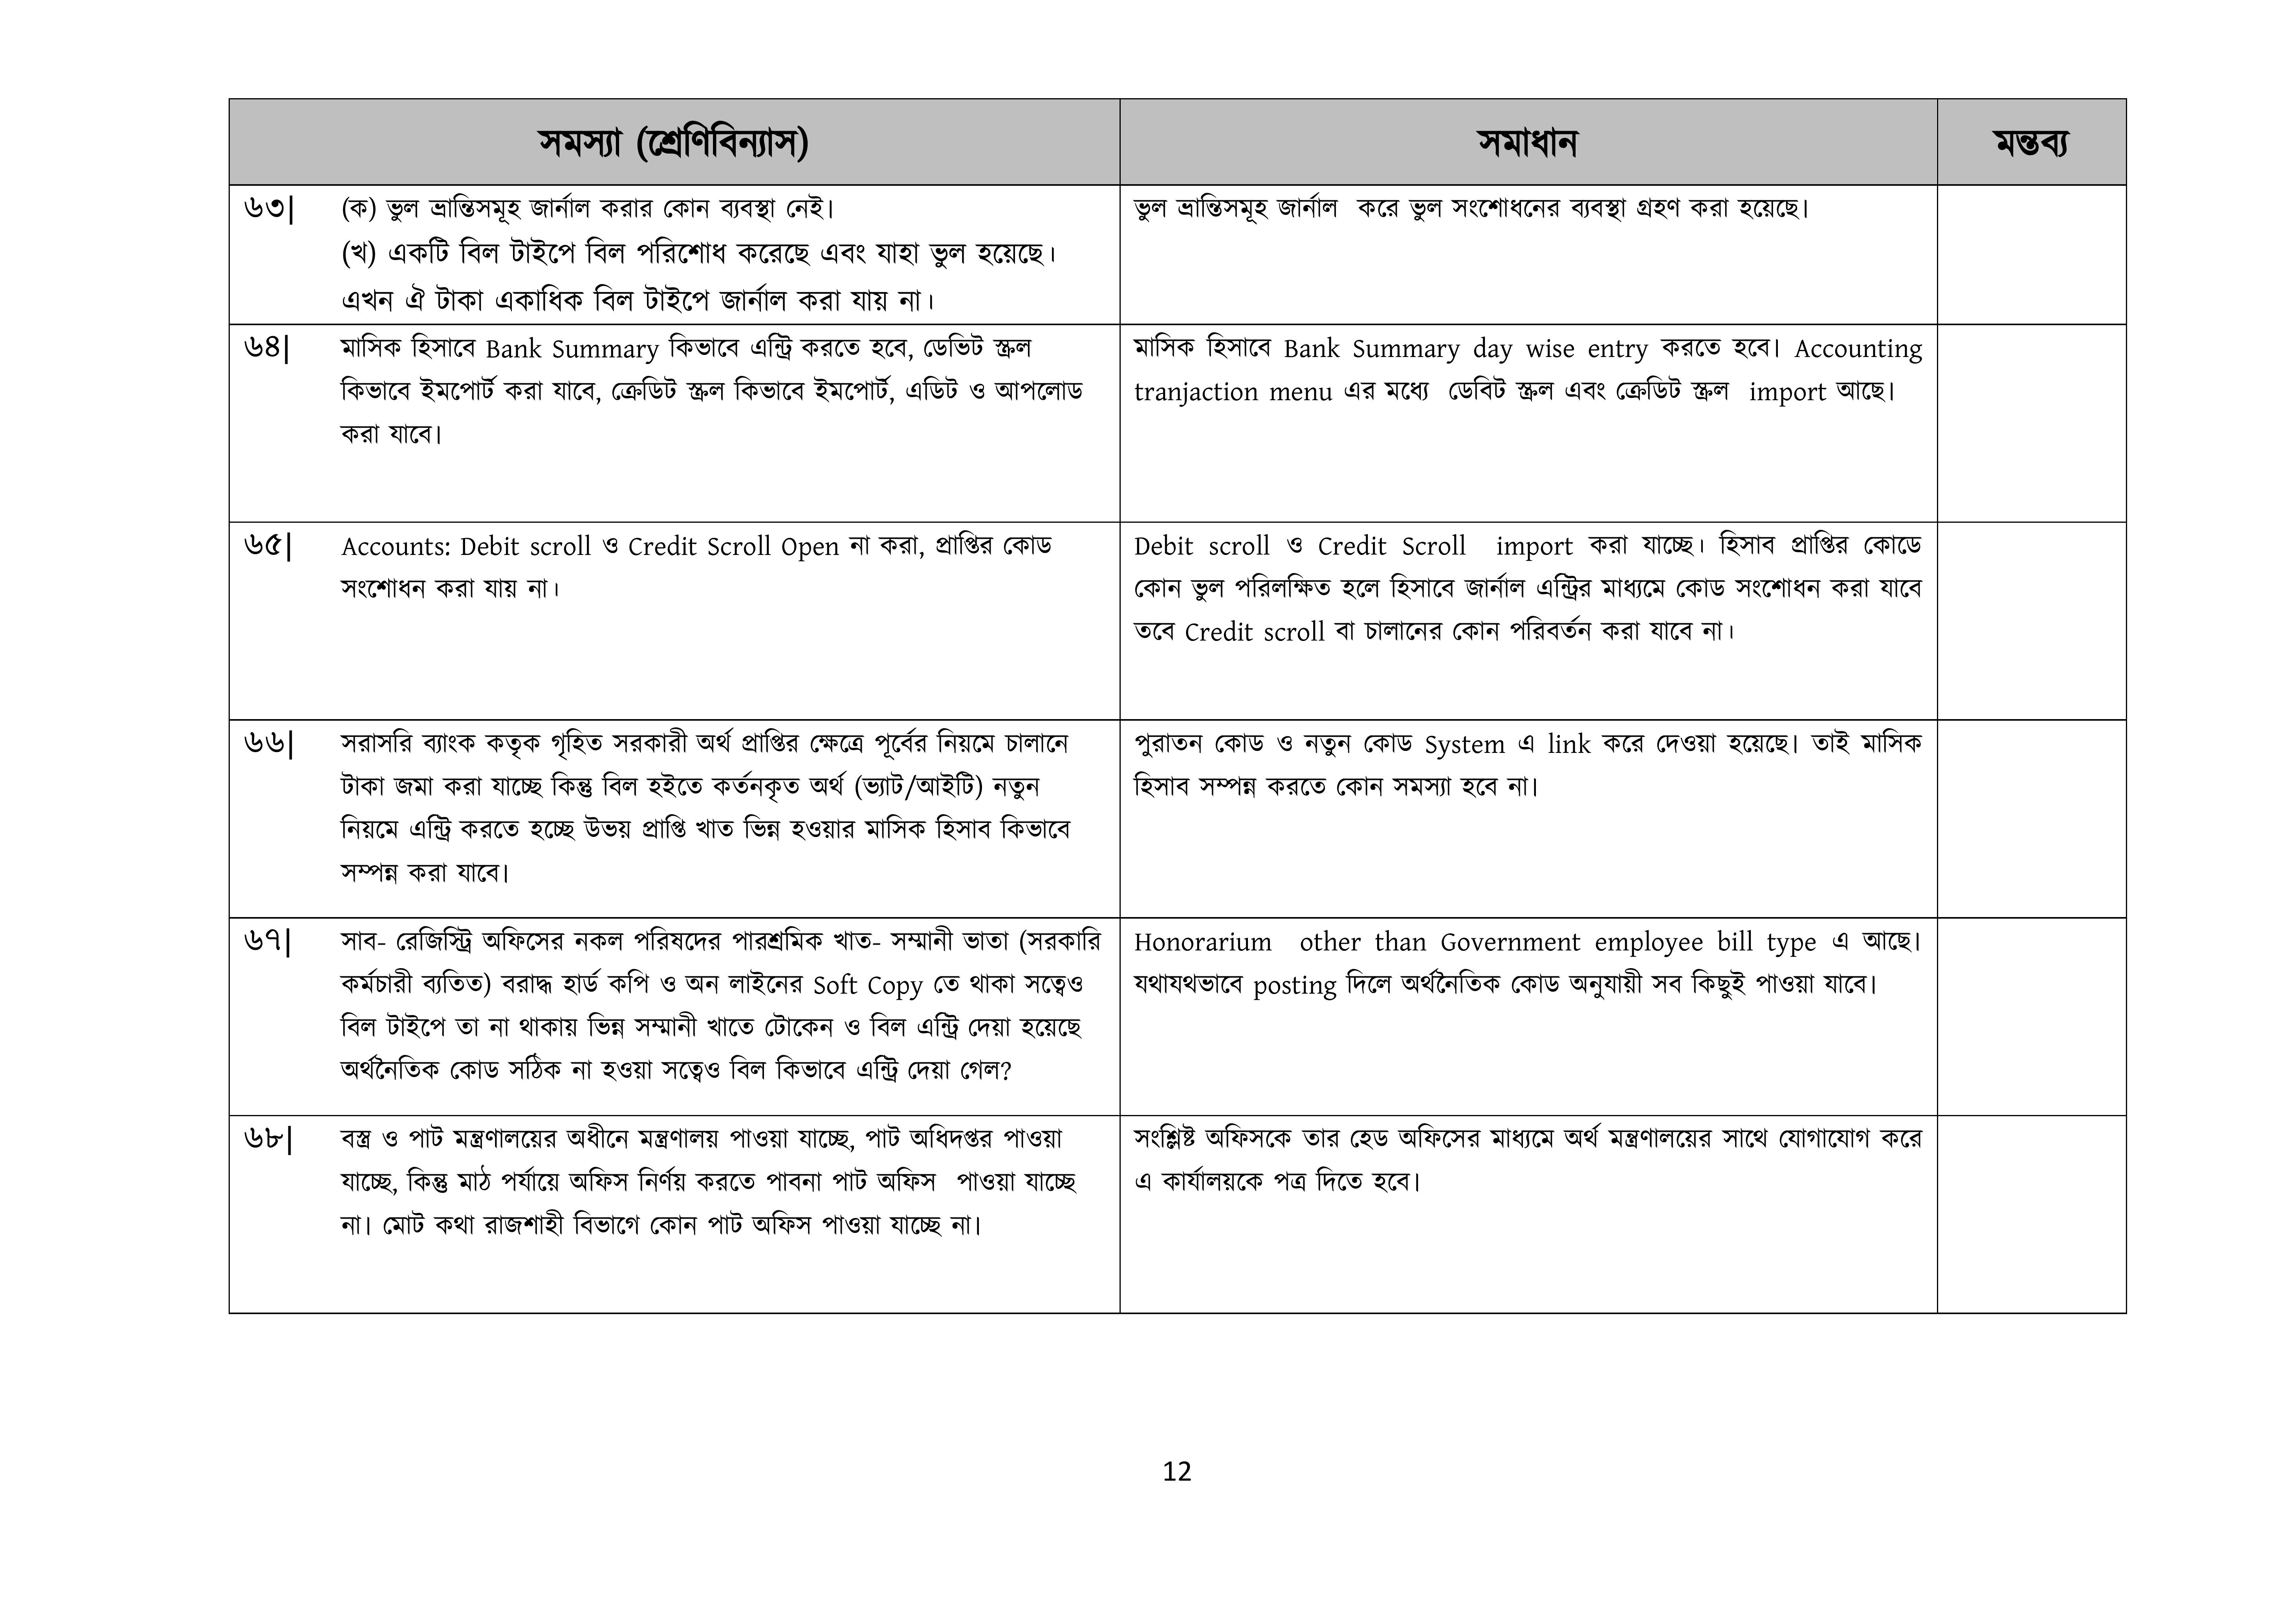 সমস্যা (শ্রেণিবিন্যাস)
সমাধান
মন্তব্য
৬৩|
(ক) ভুল ভ্রান্তিসমূহ জার্নাল করার কোন ব্যবস্থা নেই।
(খ) একটি বিল টাইপে বিল পরিশোধ করেছে এবং যাহা ভুল হয়েছে।
এখন ঐ টাকা একাধিক বিল টাইপে জার্নাল করা যায় না।
ভুল ভ্রান্তিসমূহ জার্নাল করে ভুল সংশোধনের ব্যবস্থা গ্রহণ করা হয়েছে।
৬৪|
মাসিক হিসাবে Bank Summary কিভাবে এন্ট্রি করতে হবে, ডেভিট স্ক্রল
কিভাবে ইমপোর্ট করা যাবে, ক্রেডিট স্ক্রল কিভাবে ইমপোর্ট, এডিট ও আপলোড
করা যাবে।
মাসিক হিসাবে Bank Summary day wise entry করতে হবে। Accounting
tranjaction menu এর মধ্যে ডেবিট স্ক্রল এবং ক্রেডিট স্ক্রল import আছে।
৬৫|
Accounts: Debit scroll ও Credit Scroll Open না করা, প্রাপ্তির কোড
সংশোধন করা যায় না।
Debit scroll ও Credit Scroll import করা যাচ্ছে। হিসাব প্রাপ্তির কোডে
কোন ভুল পরিলক্ষিত হলে হিসাবে জার্নাল এন্ট্রির মাধ্যমে কোড সংশোধন করা যাবে
তবে Credit scroll বা চালানের কোন পরিবর্তন করা যাবে না।
৬৬|
সরাসরি ব্যাংক কতৃক গৃহিত সরকারী অর্থ প্রাপ্তির ক্ষেত্রে পূর্বের নিয়মে চালানে
টাকা জমা করা যাচ্ছে কিন্তু বিল হইতে কর্তনকৃত অর্থ (ভ্যাট/আইটি) নতুন
নিয়মে এন্ট্রি করতে হচ্ছে উভয় প্রাপ্তি খাত ভিন্ন হওয়ার মাসিক হিসাব কিভাবে
সম্পন্ন করা যাবে।
পুরাতন কোড ও নতুন কোড System এ link করে দেওয়া হয়েছে। তাই মাসিক
হিসাব সম্পন্ন করতে কোন সমস্যা হবে না।
৬৭|
সাব- রেজিস্ট্রি অফিসের নকল পরিষদের পারশ্রমিক খাত- সম্মানী ভাতা (সরকারি
কর্মচারী ব্যতিত) বরাদ্ধ হার্ড কপি ও অন লাইনের Soft Copy তে থাকা সত্বেও
বিল টাইপে তা না থাকায় ভিন্ন সম্মানী খাতে টোকেন ও বিল এন্ট্রি দেয়া হয়েছে
অর্থনৈতিক কোড সঠিক না হওয়া সত্বেও বিল কিভাবে এন্ট্রি দেয়া গেল?
Honorarium other than Government employee bill type এ আছে।
যথাযথভাবে posting দিলে অর্থনৈতিক কোড অনুযায়ী সব কিছুই পাওয়া যাবে।
৬৮|
বস্ত্র ও পাট মন্ত্রণালয়ের অধীনে মন্ত্রণালয় পাওয়া যাচ্ছে, পাট অধিদপ্তর পাওয়া
যাচ্ছে, কিন্তু মাঠ পর্যায়ে অফিস নির্ণয় করতে পাবনা পাট অফিস পাওয়া যাচ্ছে
না। মোট কথা রাজশাহী বিভাগে কোন পাট অফিস পাওয়া যাচ্ছে না।
সংশ্লিষ্ট অফিসকে তার হেড অফিসের মাধ্যমে অর্থ মন্ত্রণালয়ের সাথে যোগাযোগ করে
এ কার্যালয়কে পত্র দিতে হবে।
12